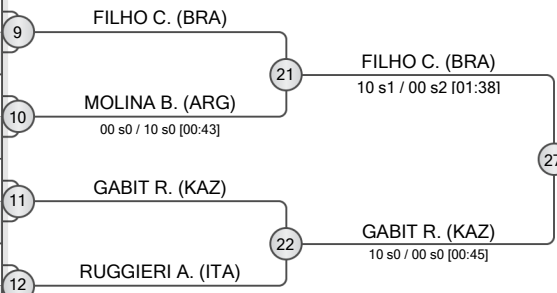 9
FILHO C. (BRA)
21
FILHO C. (BRA)
10 s1 / 00 s2 [01:38]
10
MOLINA B. (ARG)
00 s0 / 10 s0 [00:43]
27
11
GABIT R. (KAZ)
22
GABIT R. (KAZ)
10 s0 / 00 s0 [00:45]
12
RUGGIERI A. (ITA)